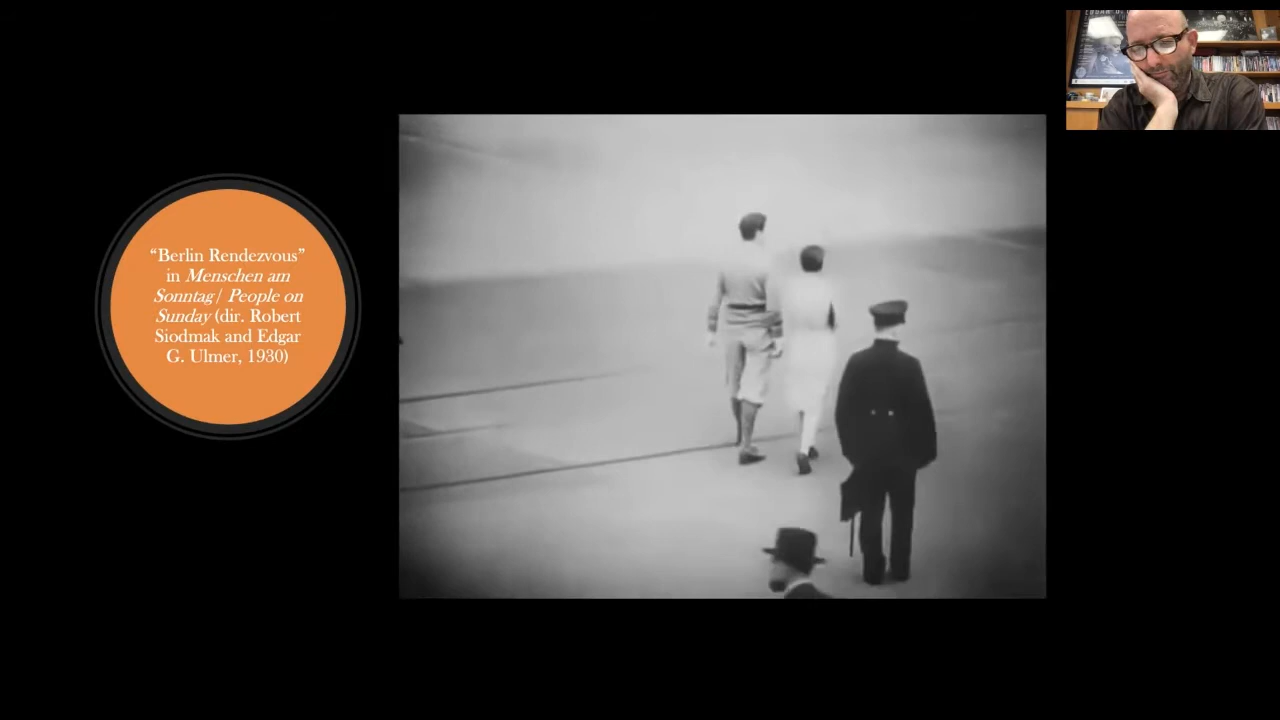 “Berlin Rendezvous”
in Menschen am
Sonntag/ People on
Sunday (dir. Robert
Siodmak and Edgar
G. Ulmer, 1930)